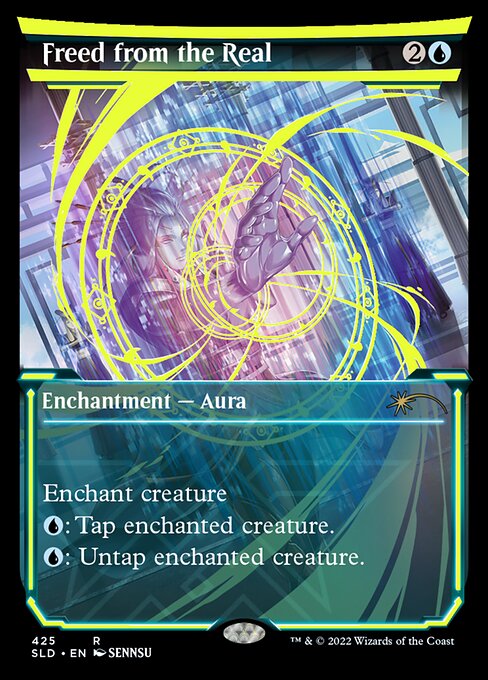 Freed from the Real 2
Enchantment — Aura
Enchant creature
: Tap enchanted creature.
: Untap enchanted creature.
425 R
SLD • EN SENNSU
™ & © 2022 Wizards of the Coast